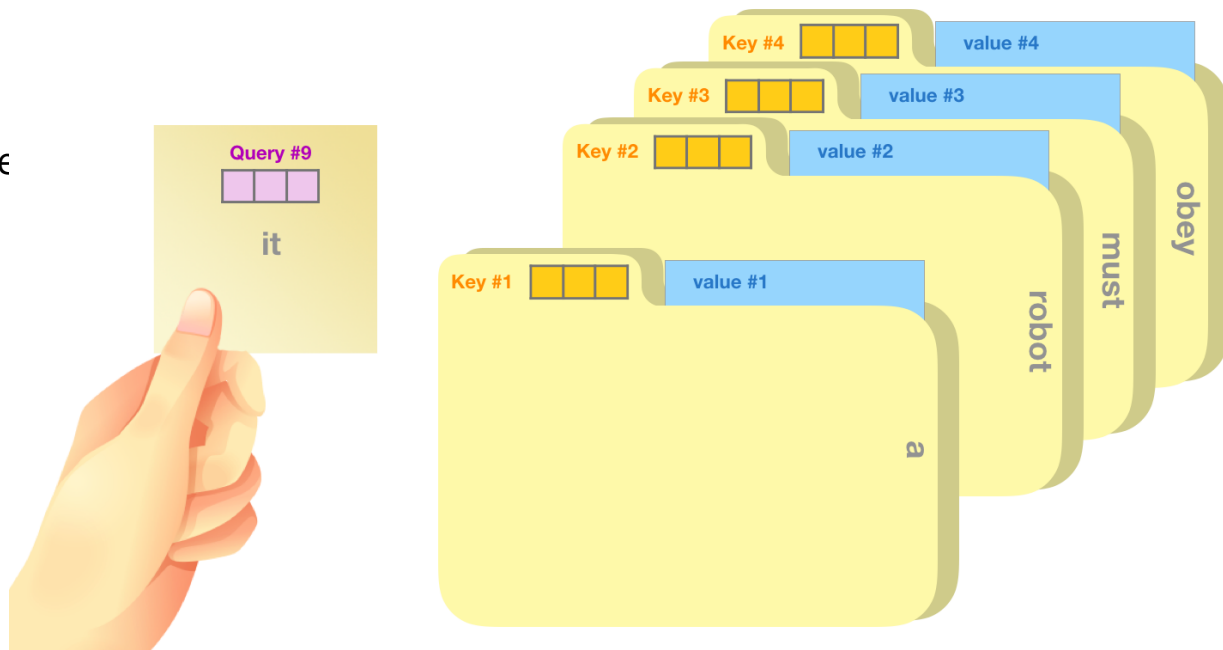 e
Query #9
it
Key #4
value #4
Key #3
value #3
Key #2
value #2
Key #1
value #1
obey
must
robot
a